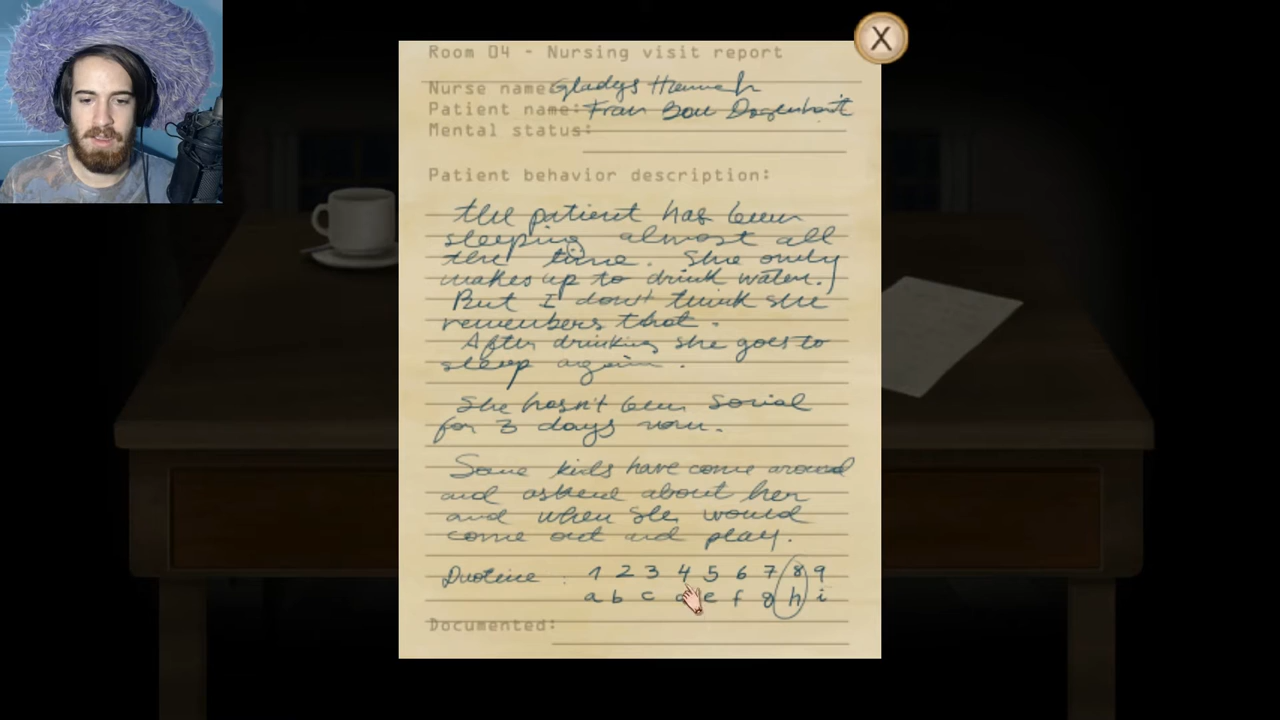 X
Room 04 - Nursing visit report
Nurse name: Gladys
Patient name: Fran Bow Dagenhart
Mental status:
Patient behavior description:
the patient has been
sleeping almost all
the time. She only
wakes up to drink water.
But I don't think she
remembers that.
After drinking she goes to
sleep again.
She hasn't been social
for 3 days now.
Some kids have come around
and asked about her
and when she would
come out and play.
Duotine : 1 2 3 4 5 6 7 8 9
a b c d e f g h i
Documented: